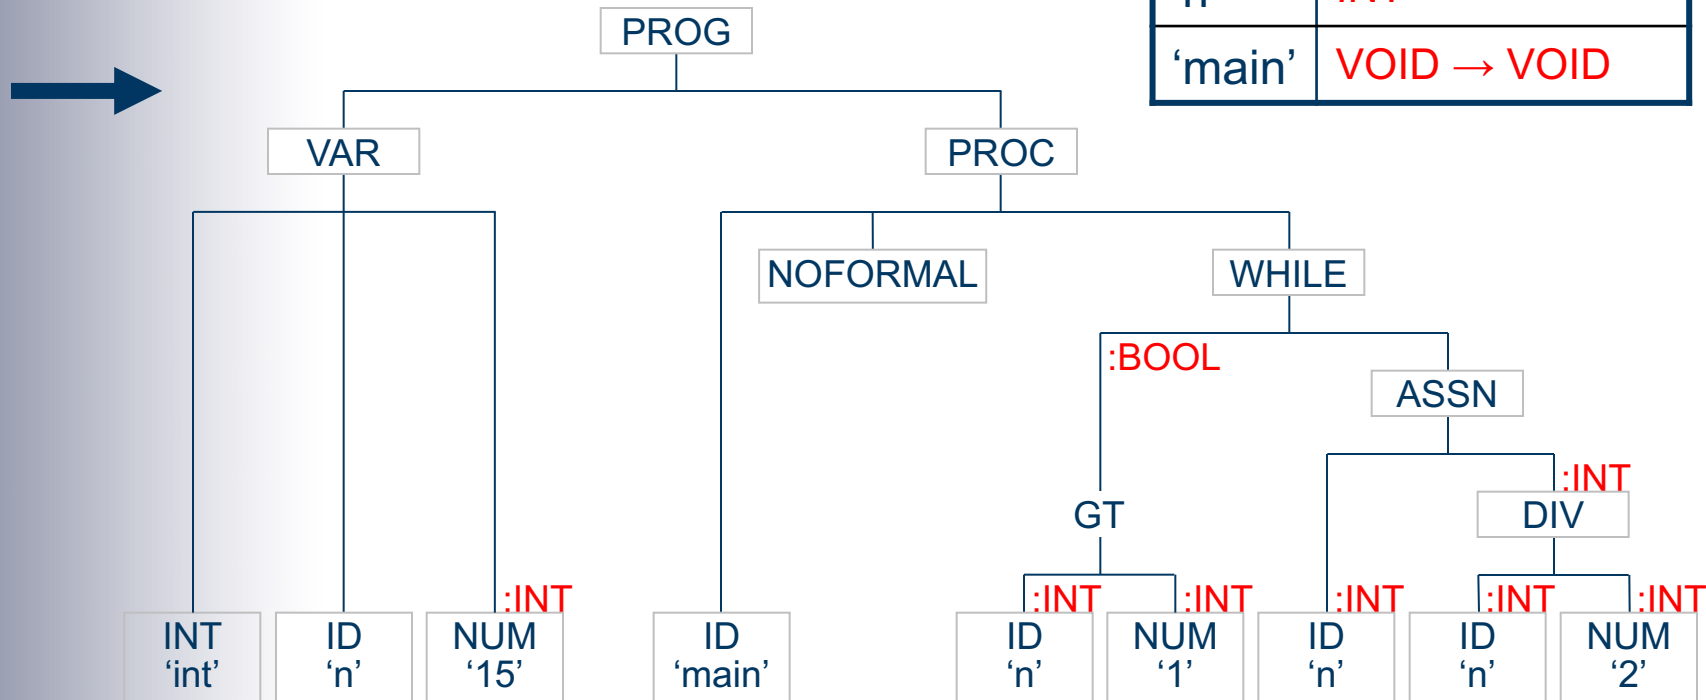 'n' INT
PROG
‘main’ VOID → VOID
VAR PROC
NOFORMAL WHILE
:BOOL
ASSN
:INT
GT DIV
:INT :INT :INT :INT :INT :INT
INT ID NUM ID ID NUM ID ID NUM
‘int’ ‘n’ ‘15’ ‘main’ ‘n’ ‘1’ ‘n’ ‘n’ ‘2’